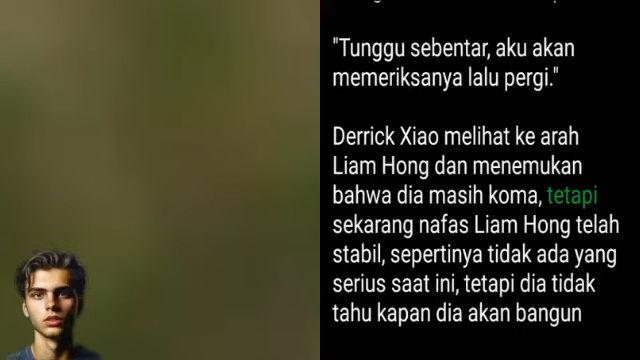 "Tunggu sebentar, aku akan
memeriksanya lalu pergi."
Derrick Xiao melihat ke arah
Liam Hong dan menemukan
bahwa dia masih koma, tetapi
sekarang nafas Liam Hong telah
stabil, sepertinya tidak ada yang
serius saat ini, tetapi dia tidak
tahu kapan dia akan bangun